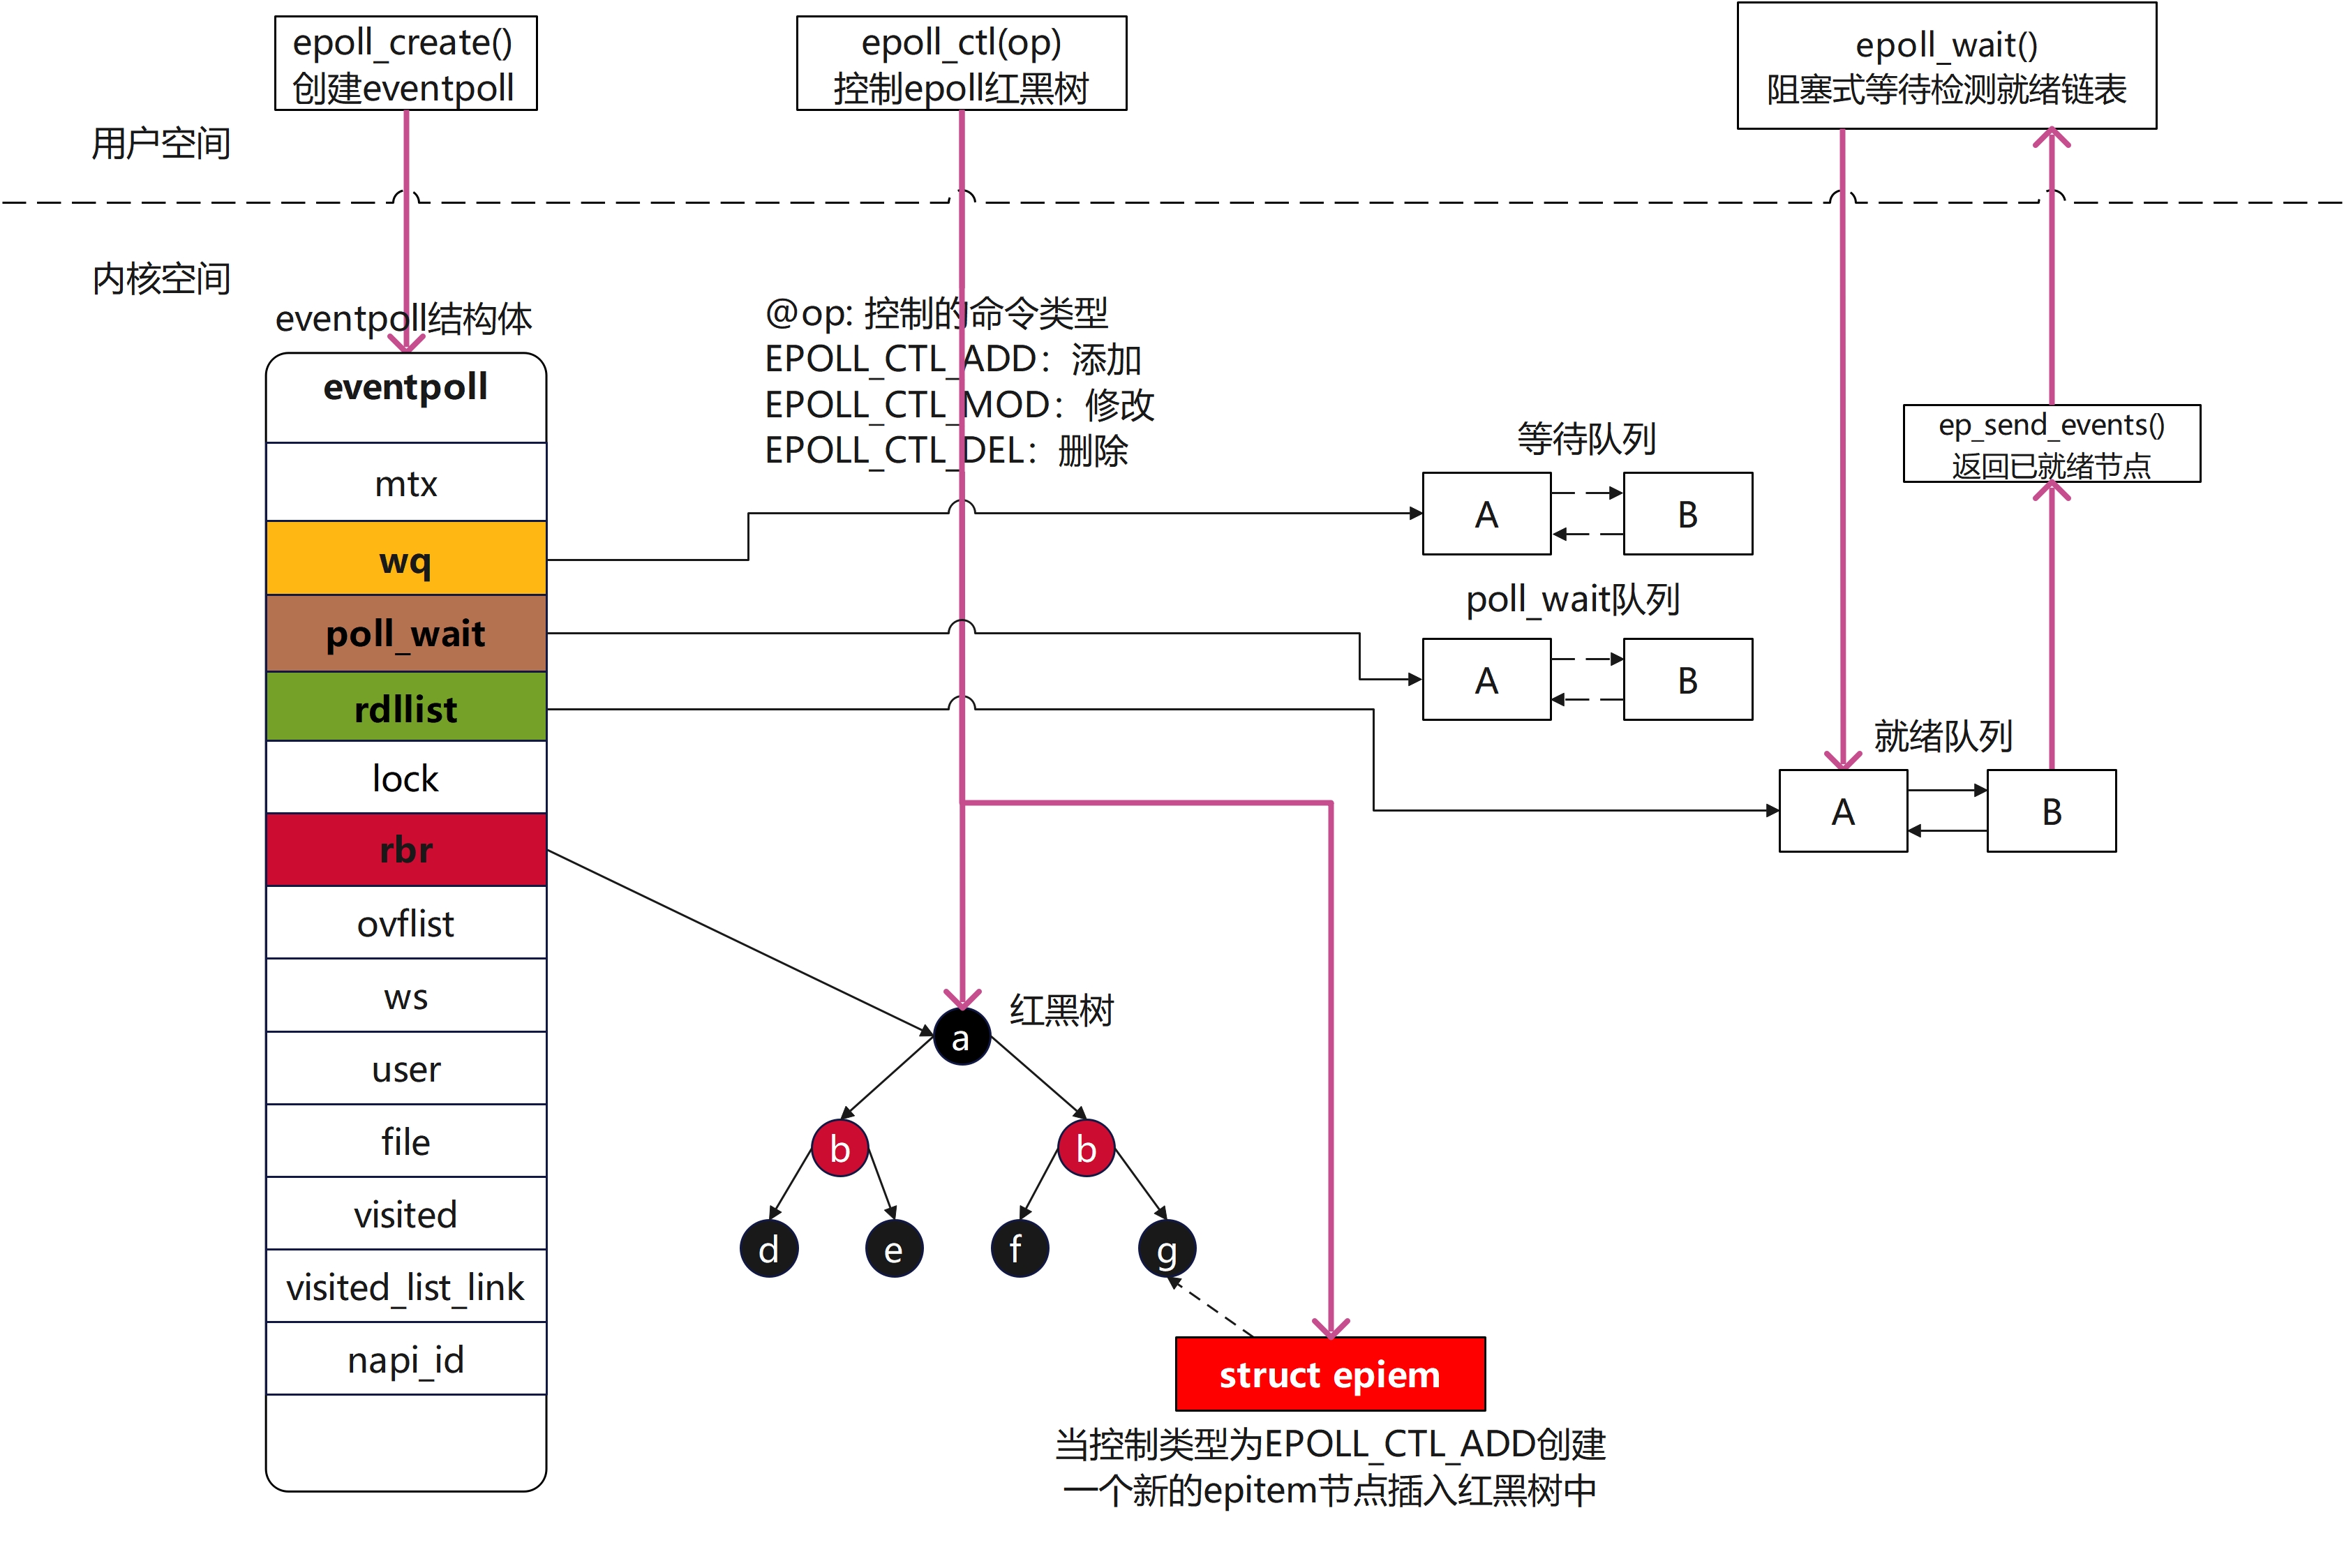 epoll_create()
创建eventpoll
epoll_ctl(op)
控制epoll红黑树
epoll_wait()
阻塞式等待检测就绪链表
用户空间
内核空间
eventpoll结构体
eventpoll
mtx
wq
poll_wait
rdllist
lock
rbr
ovflist
ws
user
file
visited
visited_list_link
napi_id
@op: 控制的命令类型
EPOLL_CTL_ADD：添加
EPOLL_CTL_MOD：修改
EPOLL_CTL_DEL：删除
等待队列
A
B
poll_wait队列
A
B
ep_send_events()
返回已就绪节点
就绪队列
A
B
红黑树
a
b
b
d
e
f
g
struct epiem
当控制类型为EPOLL_CTL_ADD创建
一个新的epitem节点插入红黑树中